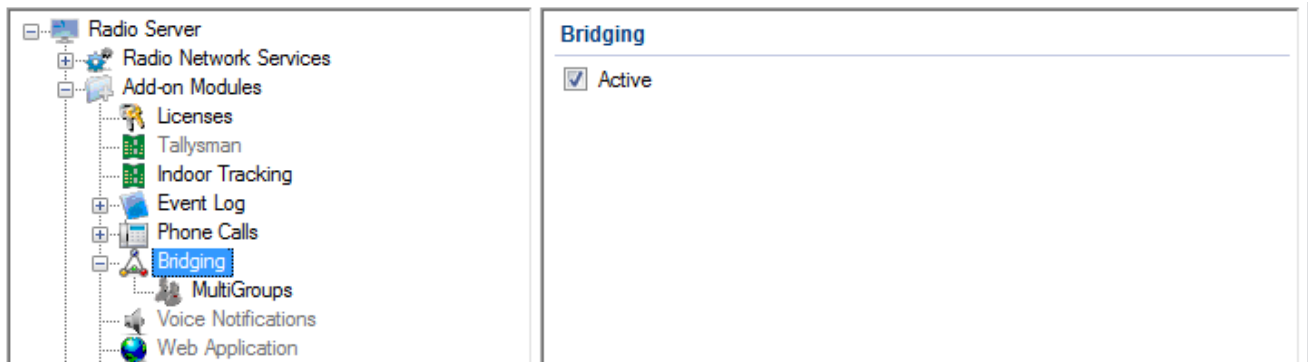 Radio Server
Radio Network Services
Add-on Modules
Licenses
Tallysman
Indoor Tracking
Event Log
Phone Calls
Bridging
MultiGroups
Voice Notifications
Web Application
Bridging
Active